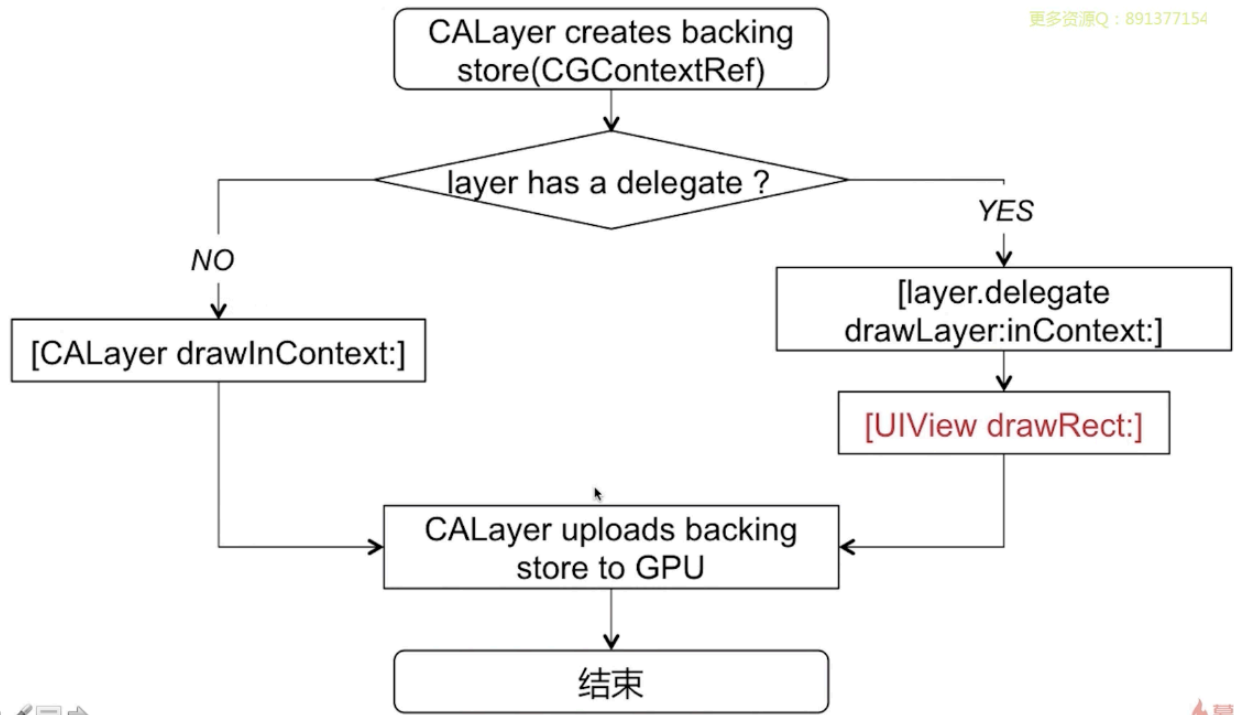 更多资源Q：891377154
CALayer creates backing
store(CGContextRef)
layer has a delegate ?
YES
NO
[layer.delegate
drawLayer:inContext:]
[CALayer drawInContext:]
[UIView drawRect:]
CALayer uploads backing
store to GPU
结束